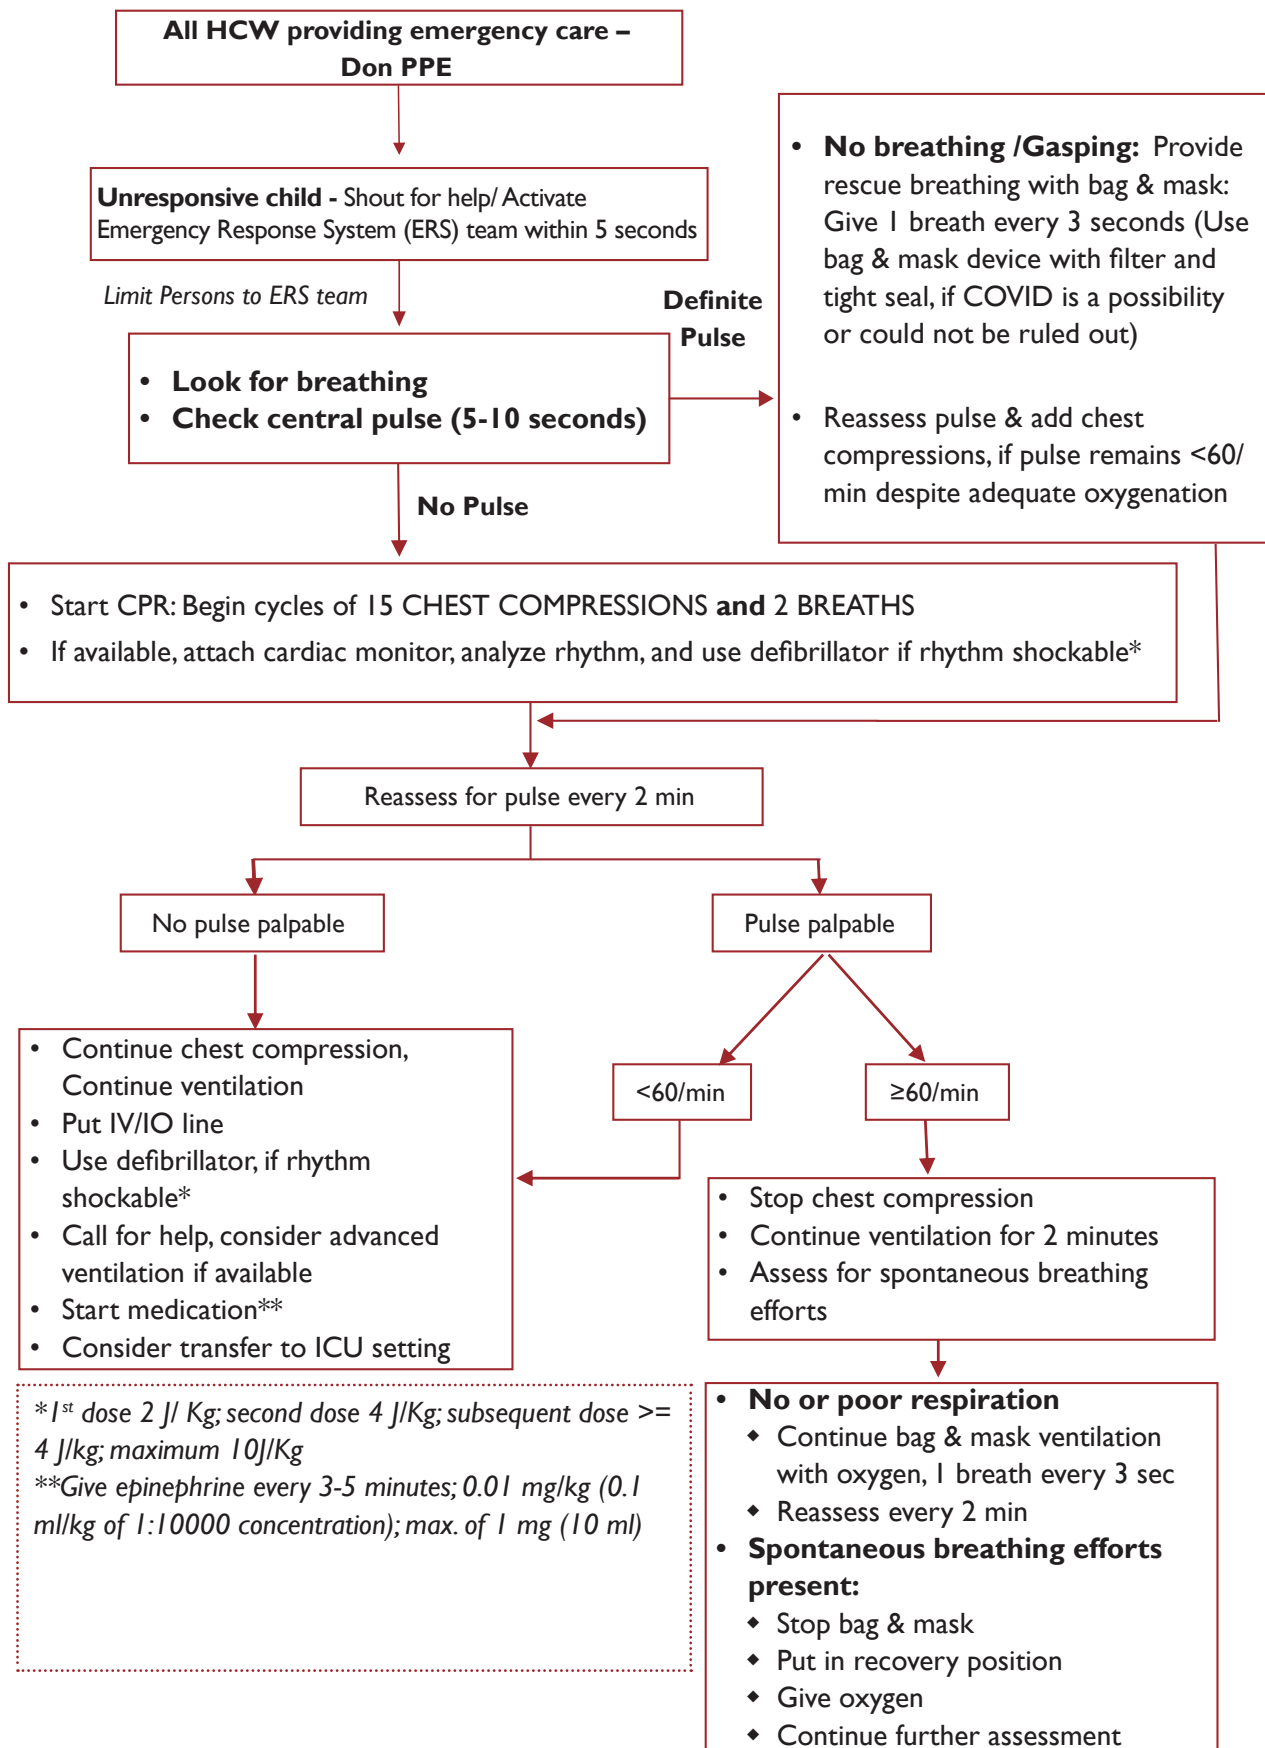 All HCW providing emergency care –
Don PPE
Unresponsive child - Shout for help/ Activate
Emergency Response System (ERS) team within 5 seconds
Limit Persons to ERS team
Definite
Pulse
• Look for breathing
• Check central pulse (5-10 seconds)
• No breathing /Gasping: Provide
rescue breathing with bag & mask:
Give 1 breath every 3 seconds (Use
bag & mask device with filter and
tight seal, if COVID is a possibility
or could not be ruled out)
• Reassess pulse & add chest
compressions, if pulse remains <60/
min despite adequate oxygenation
No Pulse
• Start CPR: Begin cycles of 15 CHEST COMPRESSIONS and 2 BREATHS
• If available, attach cardiac monitor, analyze rhythm, and use defibrillator if rhythm shockable*
Reassess for pulse every 2 min
No pulse palpable
Pulse palpable
<60/min
≥60/min
• Continue chest compression,
Continue ventilation
• Put IV/IO line
• Use defibrillator, if rhythm
shockable*
• Call for help, consider advanced
ventilation if available
• Start medication**
• Consider transfer to ICU setting
• Stop chest compression
• Continue ventilation for 2 minutes
• Assess for spontaneous breathing
efforts
*1st dose 2 J/ Kg; second dose 4 J/Kg; subsequent dose >=
4 J/kg; maximum 10J/Kg
**Give epinephrine every 3-5 minutes; 0.01 mg/kg (0.1
ml/kg of 1:10000 concentration); max. of 1 mg (10 ml)
• No or poor respiration
◆ Continue bag & mask ventilation
with oxygen, 1 breath every 3 sec
◆ Reassess every 2 min
• Spontaneous breathing efforts
present:
◆ Stop bag & mask
◆ Put in recovery position
◆ Give oxygen
◆ Continue further assessment